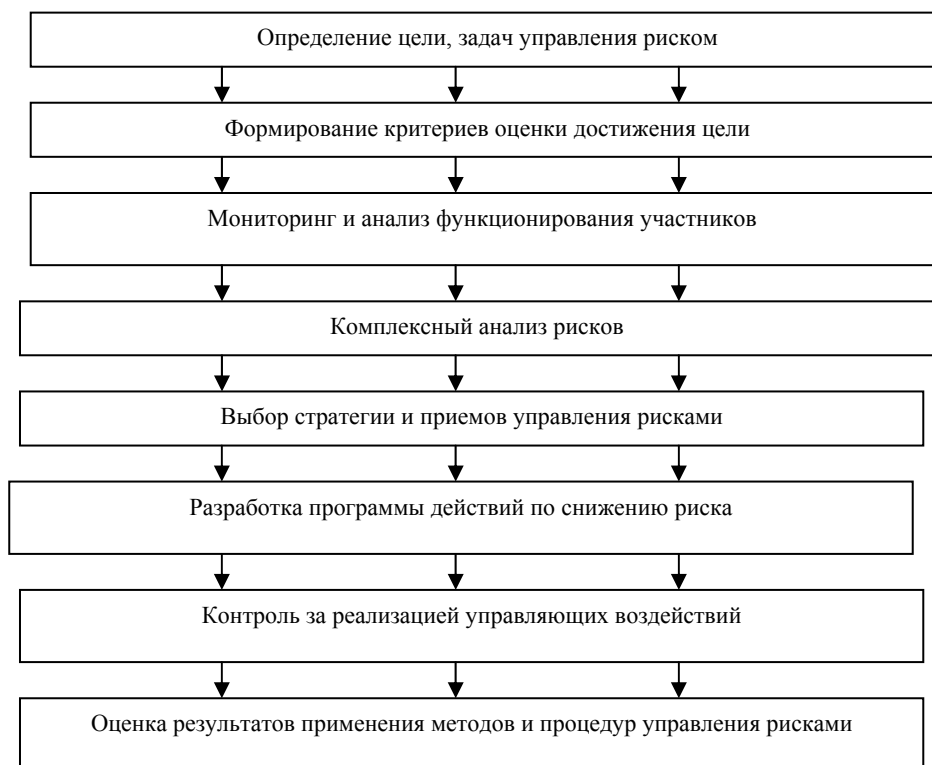 Определение цели, задач управления риском
Формирование критериев оценки достижения цели
Мониторинг и анализ функционирования участников
Комплексный анализ рисков
Выбор стратегии и приемов управления рисками
Разработка программы действий по снижению риска
Контроль за реализацией управляющих воздействий
Оценка результатов применения методов и процедур управления рисками